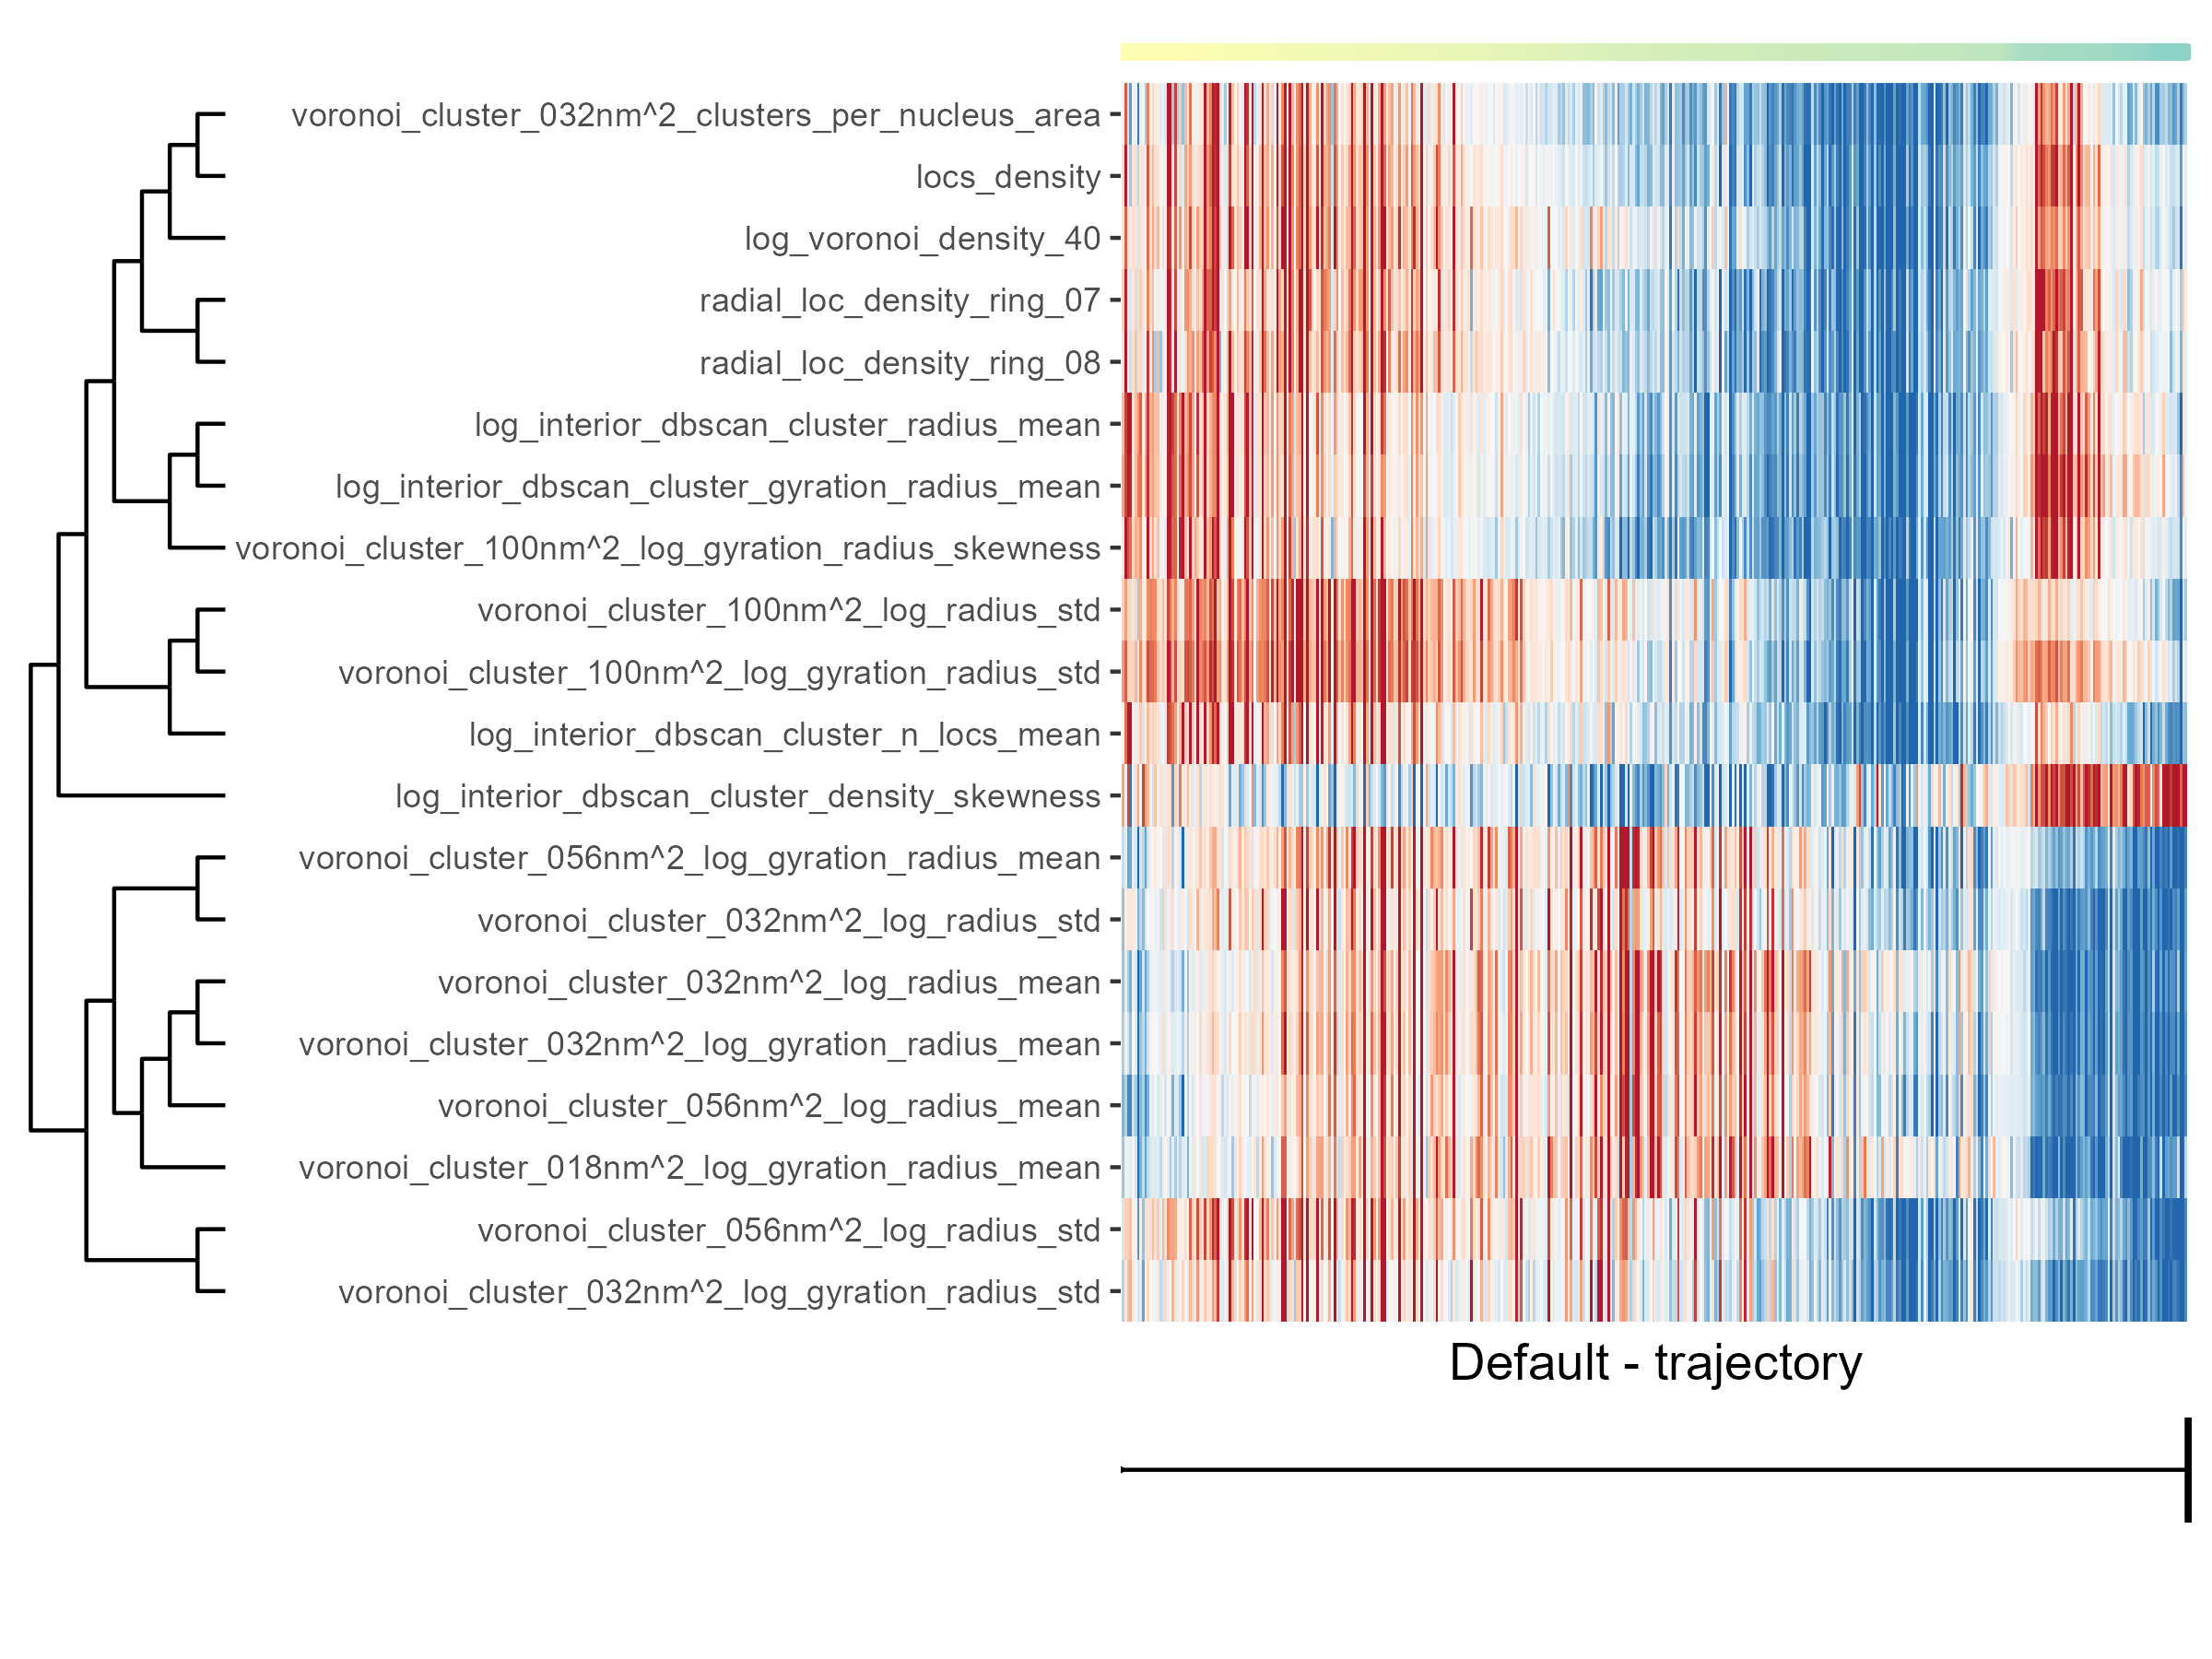 voronoi_cluster_032nm^2_clusters_per_nucleus_area
locs_density
log_voronoi_density_40
radial_loc_density_ring_07
radial_loc_density_ring_08
log_interior_dbscan_cluster_radius_mean
log_interior_dbscan_cluster_gyration_radius_mean
voronoi_cluster_100nm^2_log_gyration_radius_skewness
voronoi_cluster_100nm^2_log_radius_std
voronoi_cluster_100nm^2_log_gyration_radius_std
log_interior_dbscan_cluster_n_locs_mean
log_interior_dbscan_cluster_density_skewness
voronoi_cluster_056nm^2_log_gyration_radius_mean
voronoi_cluster_032nm^2_log_radius_std
voronoi_cluster_032nm^2_log_radius_mean
voronoi_cluster_032nm^2_log_gyration_radius_mean
voronoi_cluster_056nm^2_log_radius_mean
voronoi_cluster_018nm^2_log_gyration_radius_mean
voronoi_cluster_056nm^2_log_radius_std
voronoi_cluster_032nm^2_log_gyration_radius_std
Default - trajectory